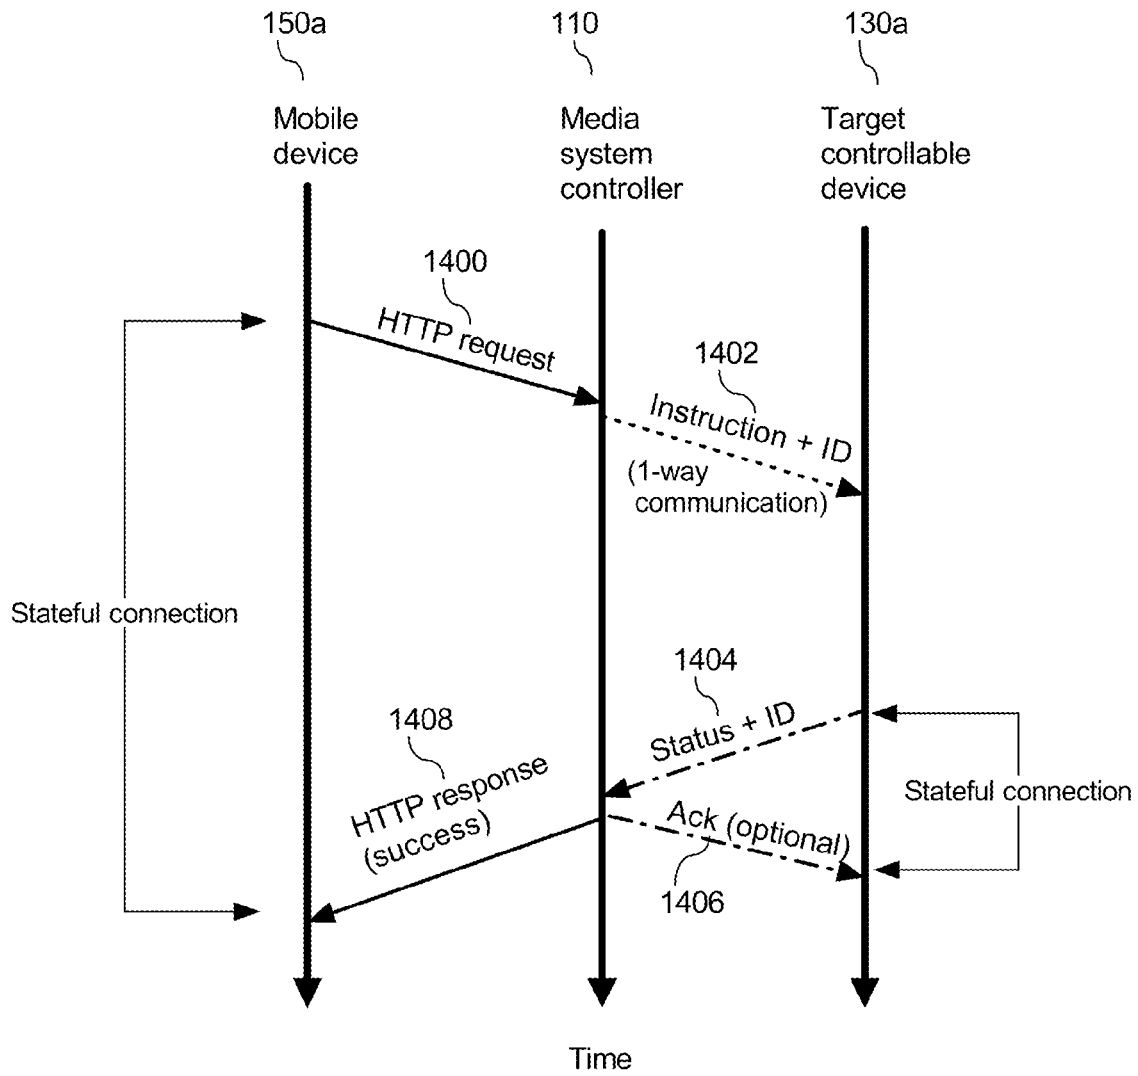 150a
110
130a
Mobile
device
Media
system
controller
Target
controllable
device
1400
HTTP request
1402
Instruction + ID
(1-way
communication)
Stateful connection
1404
Status + ID
1408
HTTP response
(success)
Stateful connection
Ack (optional)
1406
Time